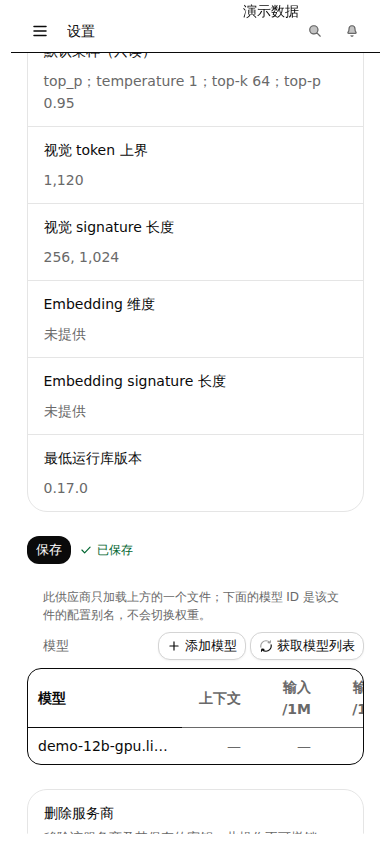 演示数据
设置
默认采样（只读）
top_p；temperature 1；top-k 64；top-p
0.95
视觉 token 上界
1,120
视觉 signature 长度
256, 1,024
Embedding 维度
未提供
Embedding signature 长度
未提供
最低运行库版本
0.17.0
保存 已保存
此供应商只加载上方的一个文件；下面的模型 ID 是该文
件的配置别名，不会切换权重。
模型 添加模型 获取模型列表
模型 上下文 输入 /1M
demo-12b-gpu.li… — —
删除服务商